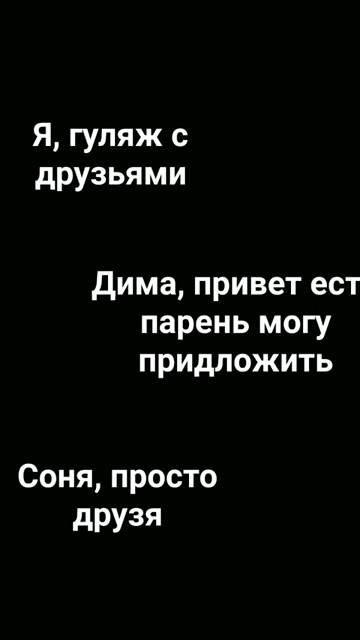 Я, гуляж с
друзьями
Дима, привет ест
парень могу
придложить
Соня, просто
друзя